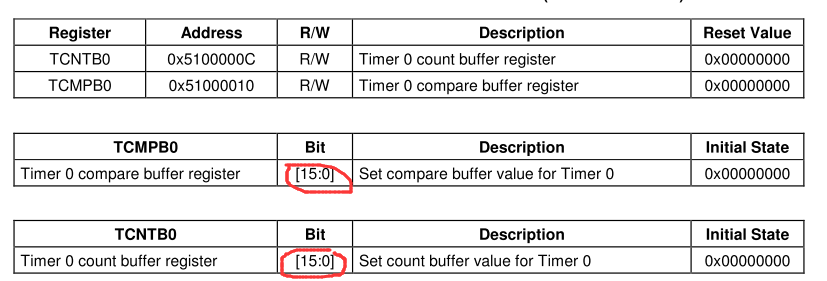 Register Address R/W Description Reset Value
TCNTB0 0x5100000C R/W Timer 0 count buffer register 0x00000000
TCMPB0 0x51000010 R/W Timer 0 compare buffer register 0x00000000
TCMPB0 Bit Description Initial State
Timer 0 compare buffer register [15:0] Set compare buffer value for Timer 0 0x00000000
TCNTB0 Bit Description Initial State
Timer 0 count buffer register [15:0] Set count buffer value for Timer 0 0x00000000